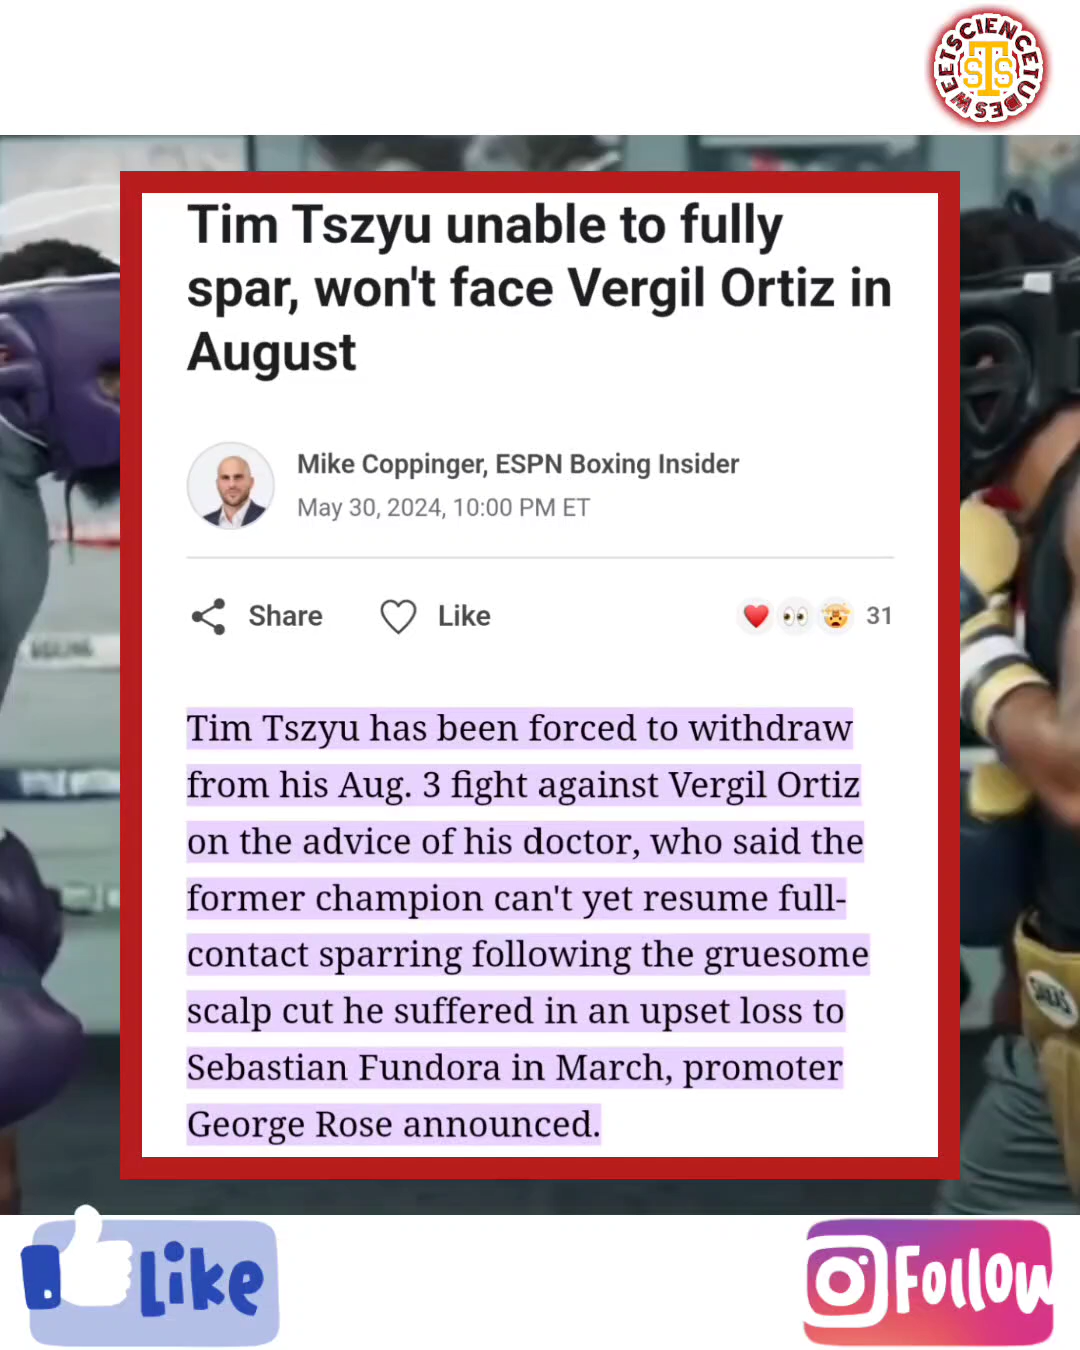 SWEETSCIENCETUDES
STS
Tim Tszyu unable to fully
spar, won't face Vergil Ortiz in
August
Mike Coppinger, ESPN Boxing Insider
May 30, 2024, 10:00 PM ET
Share
Like
31
Tim Tszyu has been forced to withdraw
from his Aug. 3 fight against Vergil Ortiz
on the advice of his doctor, who said the
former champion can't yet resume full-
contact sparring following the gruesome
scalp cut he suffered in an upset loss to
Sebastian Fundora in March, promoter
George Rose announced.
Like
Follow